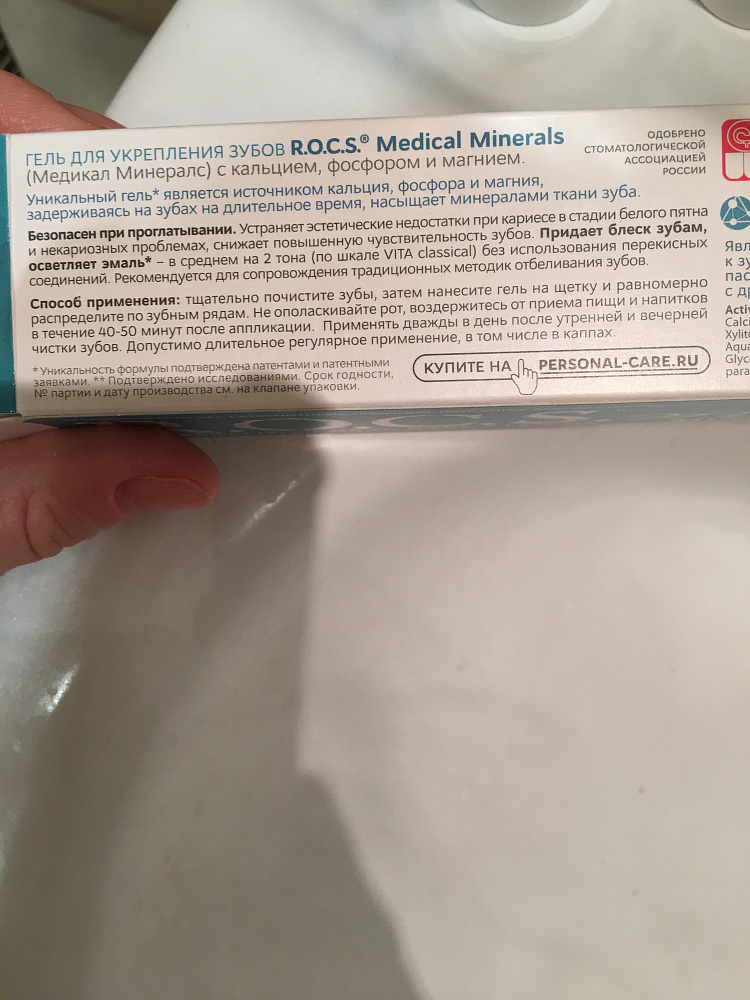 ГЕЛЬ ДЛЯ УКРЕПЛЕНИЯ ЗУБОВ R.O.C.S.® Medical Minerals
(Медикал Минералс) с кальцием, фосфором и магнием.
ОДОБРЕНО
СТОМАТОЛОГИЧЕСКОЙ
АССОЦИАЦИЕЙ
РОССИИ
Уникальный гель* является источником кальция, фосфора и магния,
задерживаясь на зубах на длительное время, насыщает минералами ткани зуба.
Безопасен при проглатывании. Устраняет эстетические недостатки при кариесе в стадии белого пятна
и некариозных проблемах, снижает повышенную чувствительность зубов. Придает блеск зубам,
осветляет эмаль* – в среднем на 2 тона (по шкале VITA classical) без использования перекисных
соединений. Рекомендуется для сопровождения традиционных методик отбеливания зубов.
Способ применения: тщательно почистите зубы, затем нанесите гель на щетку и равномерно
распределите по зубным рядам. Не ополаскивайте рот, воздержитесь от приема пищи и напитков
в течение 40-50 минут после аппликации. Применять дважды в день после утренней и вечерней
чистки зубов. Допустимо длительное регулярное применение, в том числе в каппах.
* Уникальность формулы подтверждена патентами и патентными
заявками. ** Подтверждено исследованиями. Срок годности,
№ партии и дату производства см. на клапане упаковки.
КУПИТЕ НА PERSONAL-CARE.RU
Явл
к зу
пас
с др
Activ
Calci
Xylito
Aqua
Glyc
para